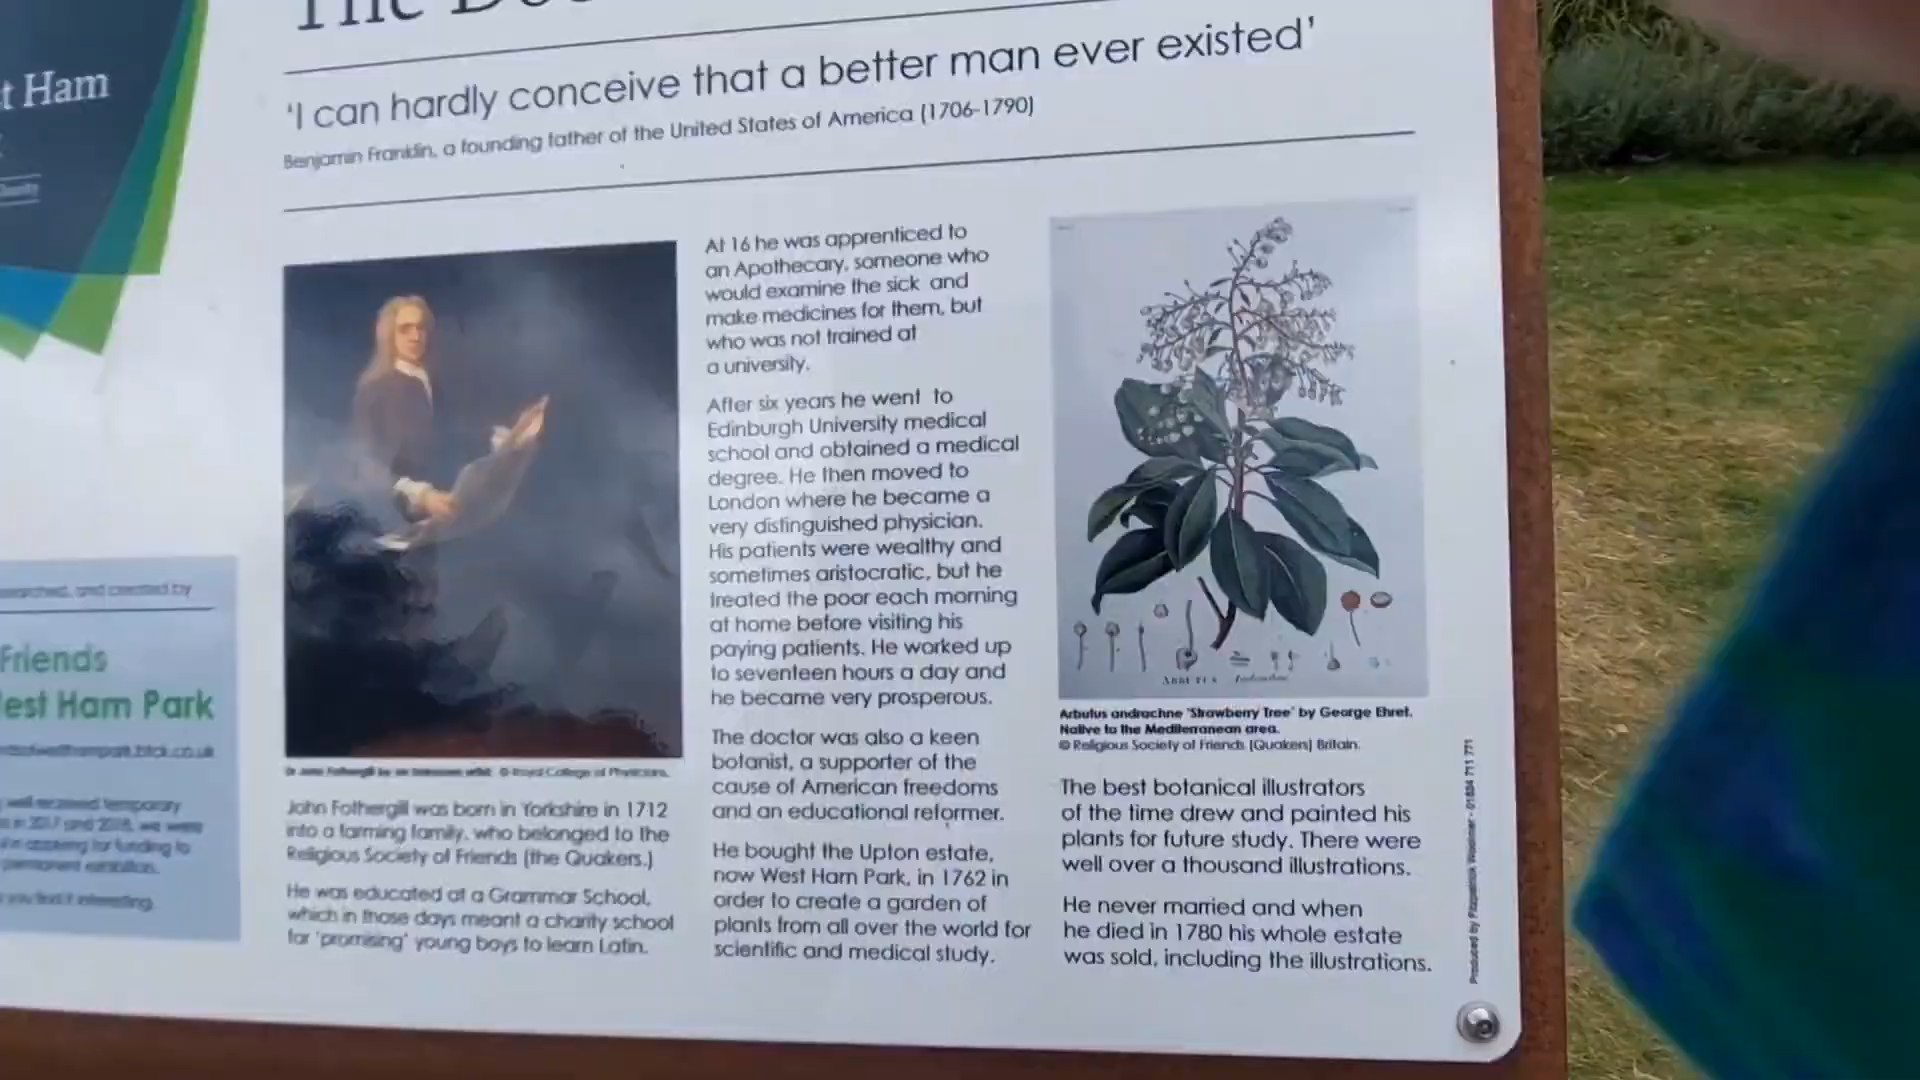 The
'I can hardly conceive that a better man ever existed'
Benjamin Franklin, a founding father of the United States of America (1706-1790)
t Ham
and created by
Friends
est Ham Park
John Fothergill was born in Yorkshire in 1712
into a farming family, who belonged to the
Religious Society of Friends (the Quakers.)
He was educated at a Grammar School,
which in those days meant a charity school
for 'promising' young boys to learn Latin.
At 16 he was apprenticed to
an Apothecary, someone who
would examine the sick and
make medicines for them, but
who was not trained at
a university.
After six years he went to
Edinburgh University medical
school and obtained a medical
degree. He then moved to
London where he became a
very distinguished physician.
His patients were wealthy and
sometimes aristocratic, but he
treated the poor each morning
at home before visiting his
paying patients. He worked up
to seventeen hours a day and
he became very prosperous.
The doctor was also a keen
botanist, a supporter of the
cause of American freedoms
and an educational reformer.
He bought the Upton estate,
now West Ham Park, in 1762 in
order to create a garden of
plants from all over the world for
scientific and medical study.
Arbutus andrachne 'Strawberry Tree' by George Ehret.
Native to the Mediterranean area.
© Religious Society of Friends (Quakers) Britain.
The best botanical illustrators
of the time drew and painted his
plants for future study. There were
well over a thousand illustrations.
He never married and when
he died in 1780 his whole estate
was sold, including the illustrations.